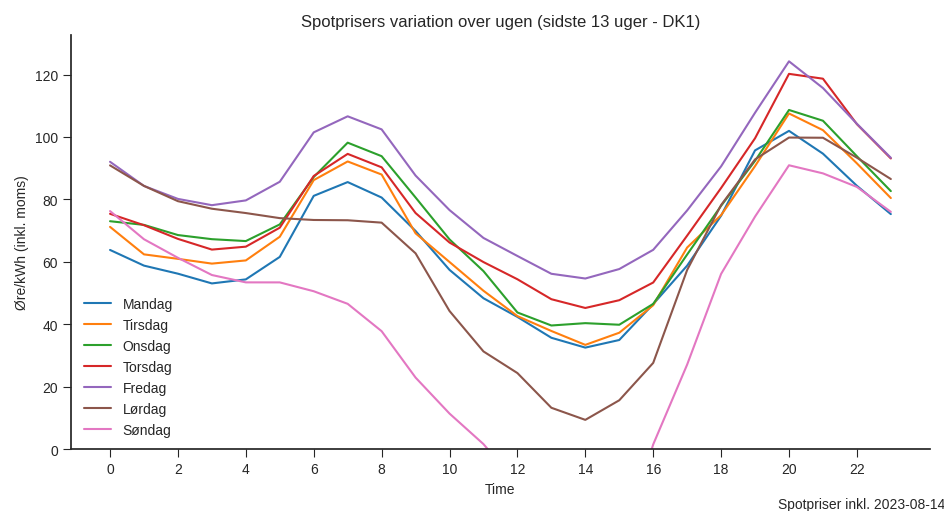 Spotprisers variation over ugen (sidste 13 uger - DK1)
Øre/kWh (inkl. moms)
120
100
80
60
40
20
0
Mandag
Tirsdag
Onsdag
Torsdag
Fredag
Lørdag
Søndag
0 2 4 6 8 10 12 14 16 18 20 22
Time
Spotpriser inkl. 2023-08-14